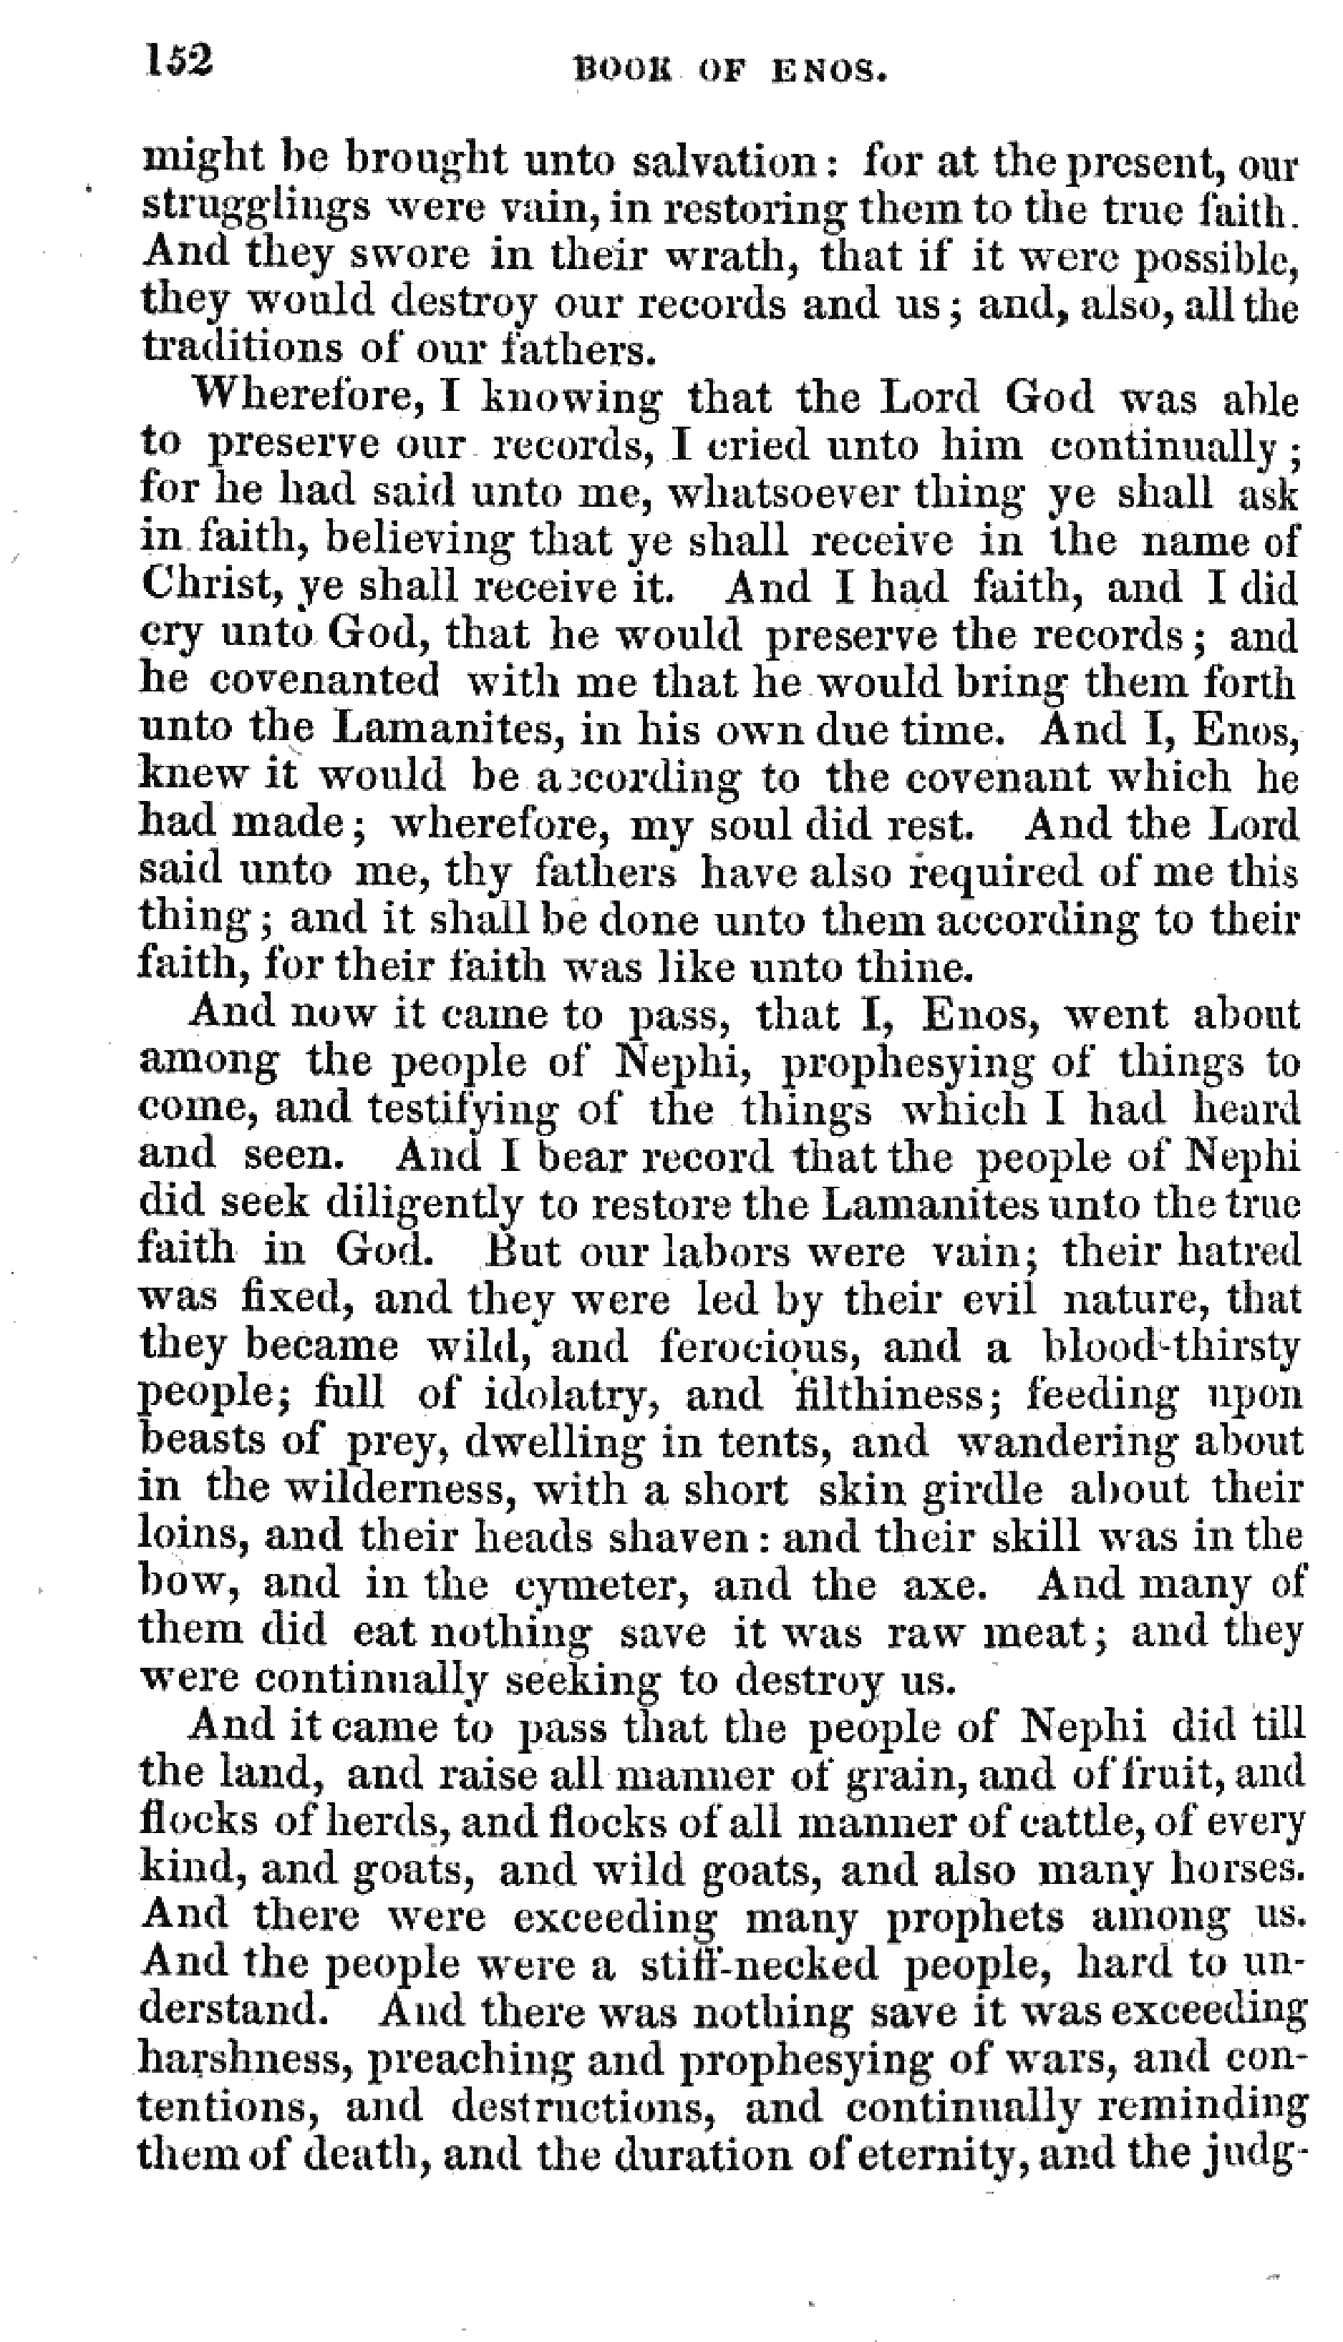 152 BOOK OF ENOS.
might be brought unto salvation: for at the present, our
strugglings were vain, in restoring them to the true faith.
And they swore in their wrath, that if it were possible,
they would destroy our records and us; and, also, all the
traditions of our fathers.
Wherefore, I knowing that the Lord God was able
to preserve our records, I cried unto him continually;
for he had said unto me, whatsoever thing ye shall ask
in faith, believing that ye shall receive in the name of
Christ, ye shall receive it. And I had faith, and I did
cry unto God, that he would preserve the records; and
he covenanted with me that he would bring them forth
unto the Lamanites, in his own due time. And I, Enos,
knew it would be according to the covenant which he
had made; wherefore, my soul did rest. And the Lord
said unto me, thy fathers have also required of me this
thing; and it shall be done unto them according to their
faith, for their faith was like unto thine.
And now it came to pass, that I, Enos, went about
among the people of Nephi, prophesying of things to
come, and testifying of the things which I had heard
and seen. And I bear record that the people of Nephi
did seek diligently to restore the Lamanites unto the true
faith in God. But our labors were vain; their hatred
was fixed, and they were led by their evil nature, that
they became wild, and ferocious, and a blood-thirsty
people; full of idolatry, and filthiness; feeding upon
beasts of prey, dwelling in tents, and wandering about
in the wilderness, with a short skin girdle about their
loins, and their heads shaven: and their skill was in the
bow, and in the cymeter, and the axe. And many of
them did eat nothing save it was raw meat; and they
were continually seeking to destroy us.
And it came to pass that the people of Nephi did till
the land, and raise all manner of grain, and of fruit, and
flocks of herds, and flocks of all manner of cattle, of every
kind, and goats, and wild goats, and also many horses.
And there were exceeding many prophets among us.
And the people were a stiff-necked people, hard to un-
derstand. And there was nothing save it was exceeding
harshness, preaching and prophesying of wars, and con-
tentions, and destructions, and continually reminding
them of death, and the duration of eternity, and the judg-